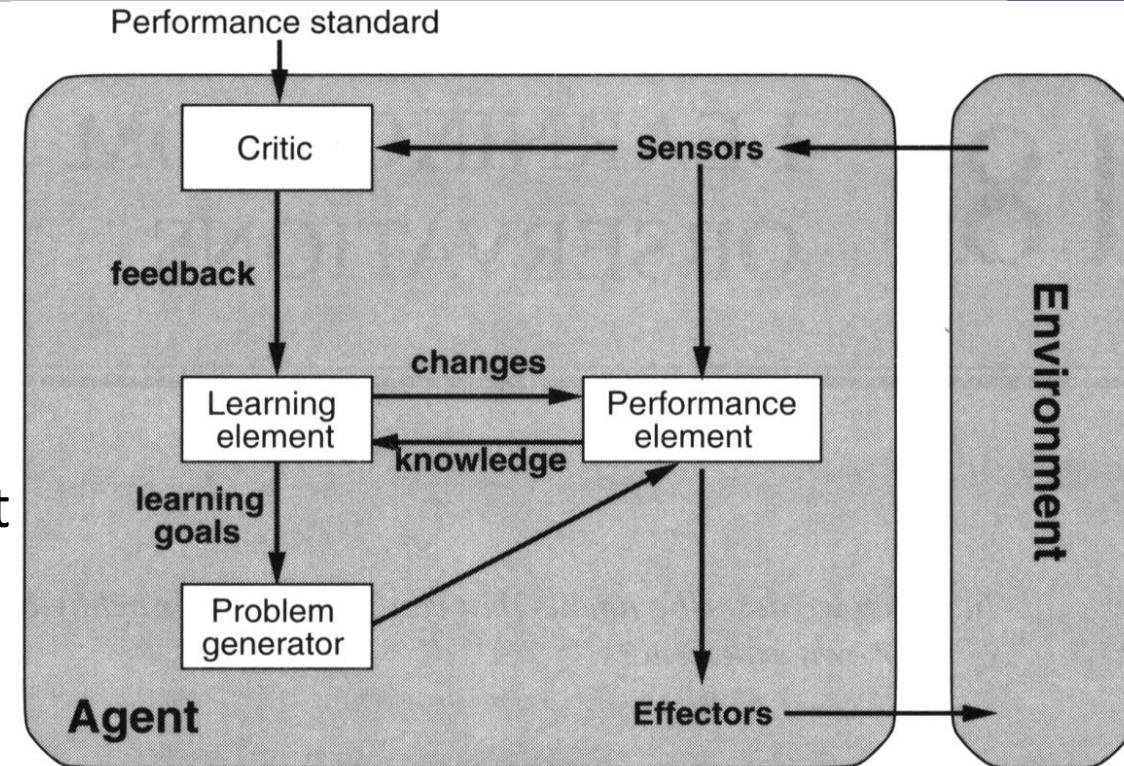 Performance standard
Critic
Sensors
feedback
changes
Learning
element
Performance
element
knowledge
learning
goals
t
Problem
generator
Agent
Effectors
Environment